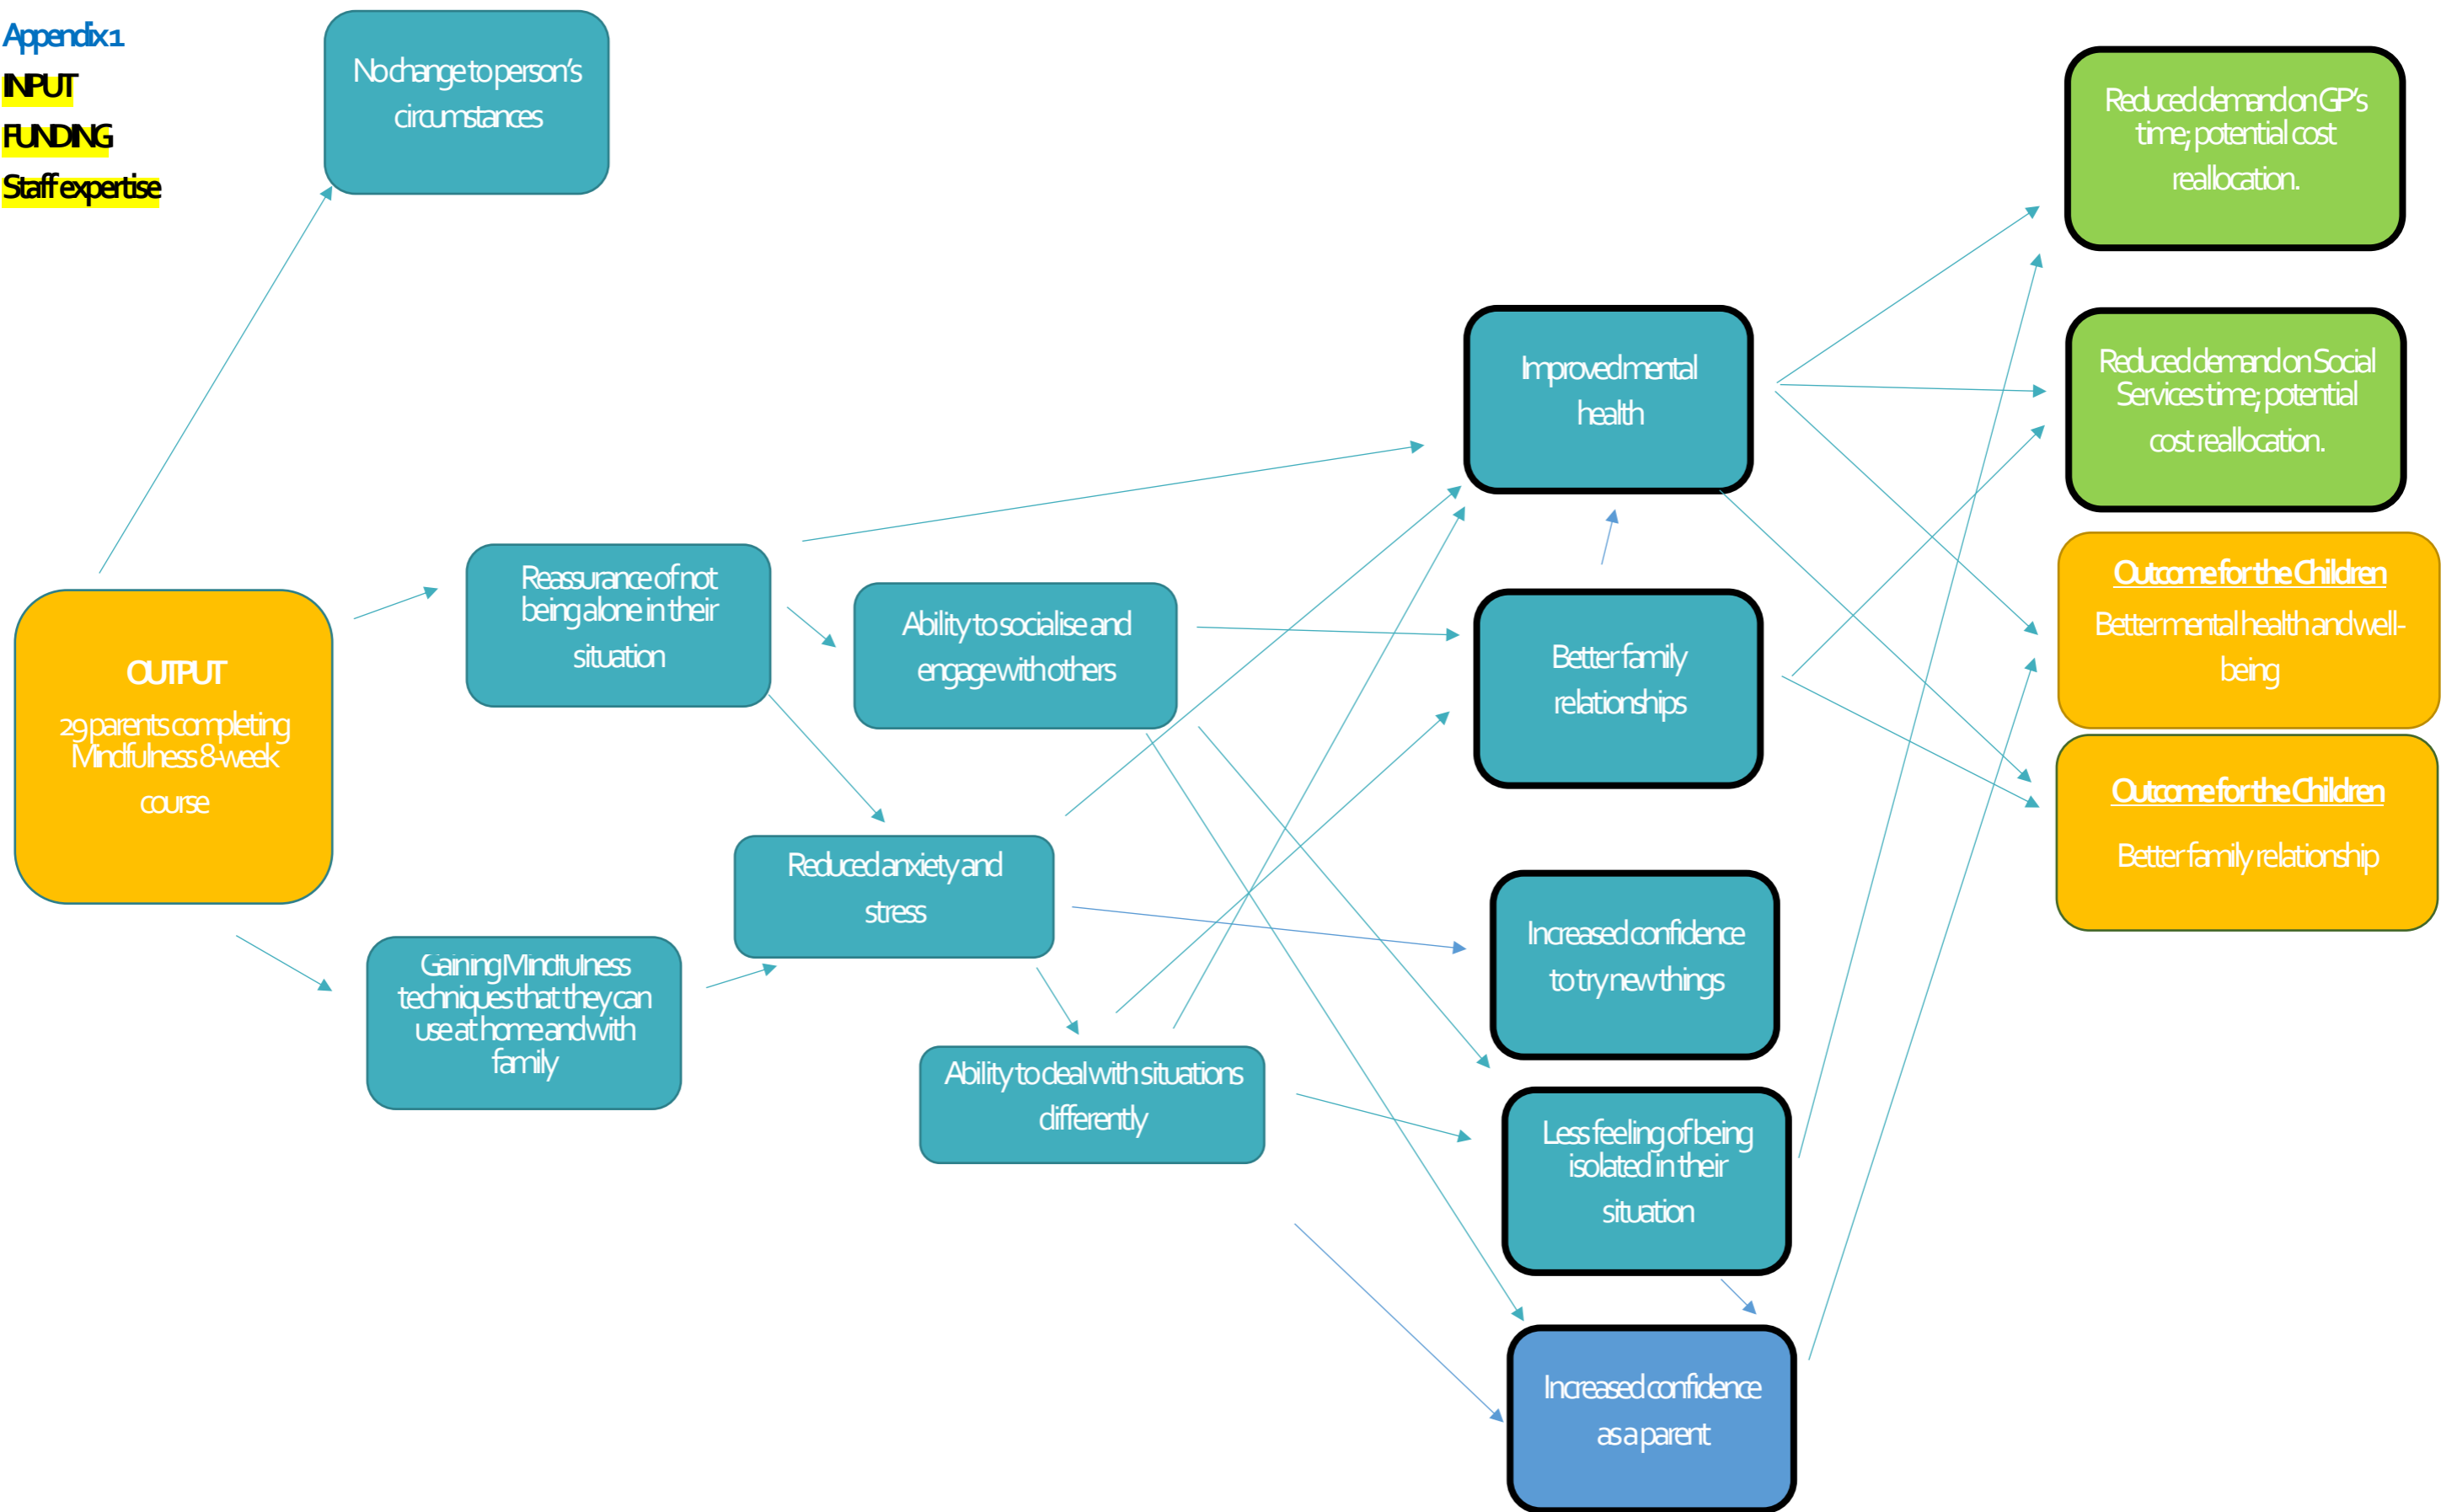 Appendix 1
INPUT
FUNDING
Staff expertise
No change to person's
circumstances
Reduced demand on GP's
time; potential cost
reallocation.
Improved mental
health
Reduced demand on Social
Services time; potential
cost reallocation.
OUTPUT
29 parents completing
Mindfulness 8-week
course
Reassurance of not
being alone in their
situation
Ability to socialise and
engage with others
Better family
relationships
Outcome for the Children
Better mental health and well-
being
Outcome for the Children
Better family relationship
Reduced anxiety and
stress
Increased confidence
to try new things
Gaining Mindfulness
techniques that they can
use at home and with
family
Ability to deal with situations
differently
Less feeling of being
isolated in their
situation
Increased confidence
as a parent